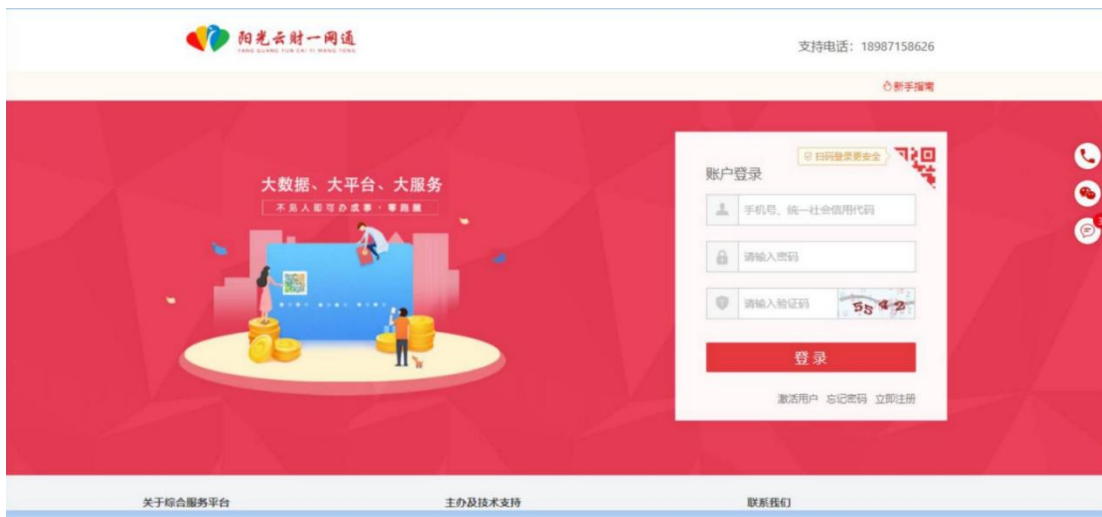 阳光云财一网通
YANG GUANG YUN CAI YI WANG TONG
支持电话：18987158626
新手指南
大数据、大平台、大服务
不见人即可办成事·零跑腿
扫码登录更安全
账户登录
手机号、统一社会信用代码
请输入密码
请输入验证码
5542
登录
激活用户 忘记密码 立即注册
关于综合服务平台
主办及技术支持
联系我们